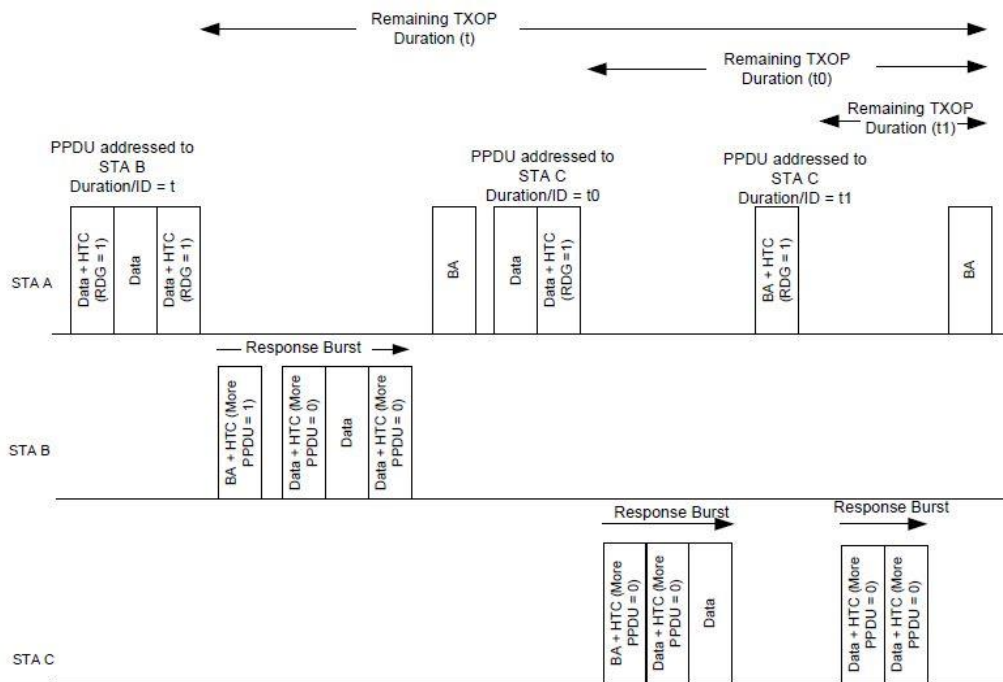 Remaining TXOP
Duration (t)
Remaining TXOP
Duration (t0)
Remaining TXOP
Duration (t1)
PPDU addressed to
STA B
Duration/ID = t
PPDU addressed to
STA C
Duration/ID = t0
PPDU addressed to
STA C
Duration/ID = t1
STA A
Data + HTC
(RDG = 1)
Data
Data + HTC
(RDG = 1)
BA
Data
Data + HTC
(RDG = 1)
BA + HTC
(RDG = 1)
BA
Response Burst
STA B
BA + HTC (More
PPDU = 1)
Data + HTC (More
PPDU = 0)
Data
Data + HTC (More
PPDU = 0)
Response Burst
Response Burst
STA C
BA + HTC (More
PPDU = 0)
Data + HTC (More
PPDU = 0)
Data
Data + HTC (More
PPDU = 0)
Data + HTC (More
PPDU = 0)